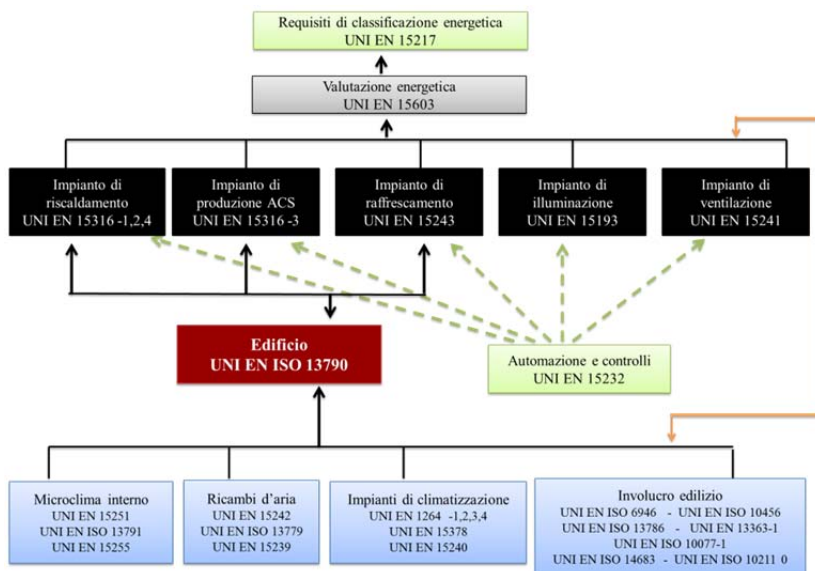 Requisiti di classificazione energetica
UNI EN 15217
Valutazione energetica
UNI EN 15603
Impianto di
riscaldamento
UNI EN 15316 -1,2,4
Impianto di
produzione ACS
UNI EN 15316 -3
Impianto di
raffrescamento
UNI EN 15243
Impianto di
illuminazione
UNI EN 15193
Impianto di
ventilazione
UNI EN 15241
Edificio
UNI EN ISO 13790
Automazione e controlli
UNI EN 15232
Microclima interno
UNI EN 15251
UNI EN ISO 13791
UNI EN 15255
Ricambi d'aria
UNI EN 15242
UNI EN ISO 13779
UNI EN 15239
Impianti di climatizzazione
UNI EN 1264 -1,2,3,4
UNI EN 15378
UNI EN 15240
Involucro edilizio
UNI EN ISO 6946 - UNI EN ISO 10456
UNI EN ISO 13786 - UNI EN 13363-1
UNI EN ISO 10077-1
UNI EN ISO 14683 - UNI EN ISO 10211 0